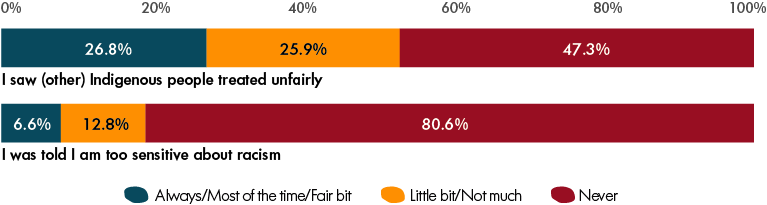 0% 20% 40% 60% 80% 100%
26.8% 25.9% 47.3%
I saw (other) Indigenous people treated unfairly
6.6% 12.8% 80.6%
I was told I am too sensitive about racism
Always/Most of the time/Fair bit Little bit/Not much Never